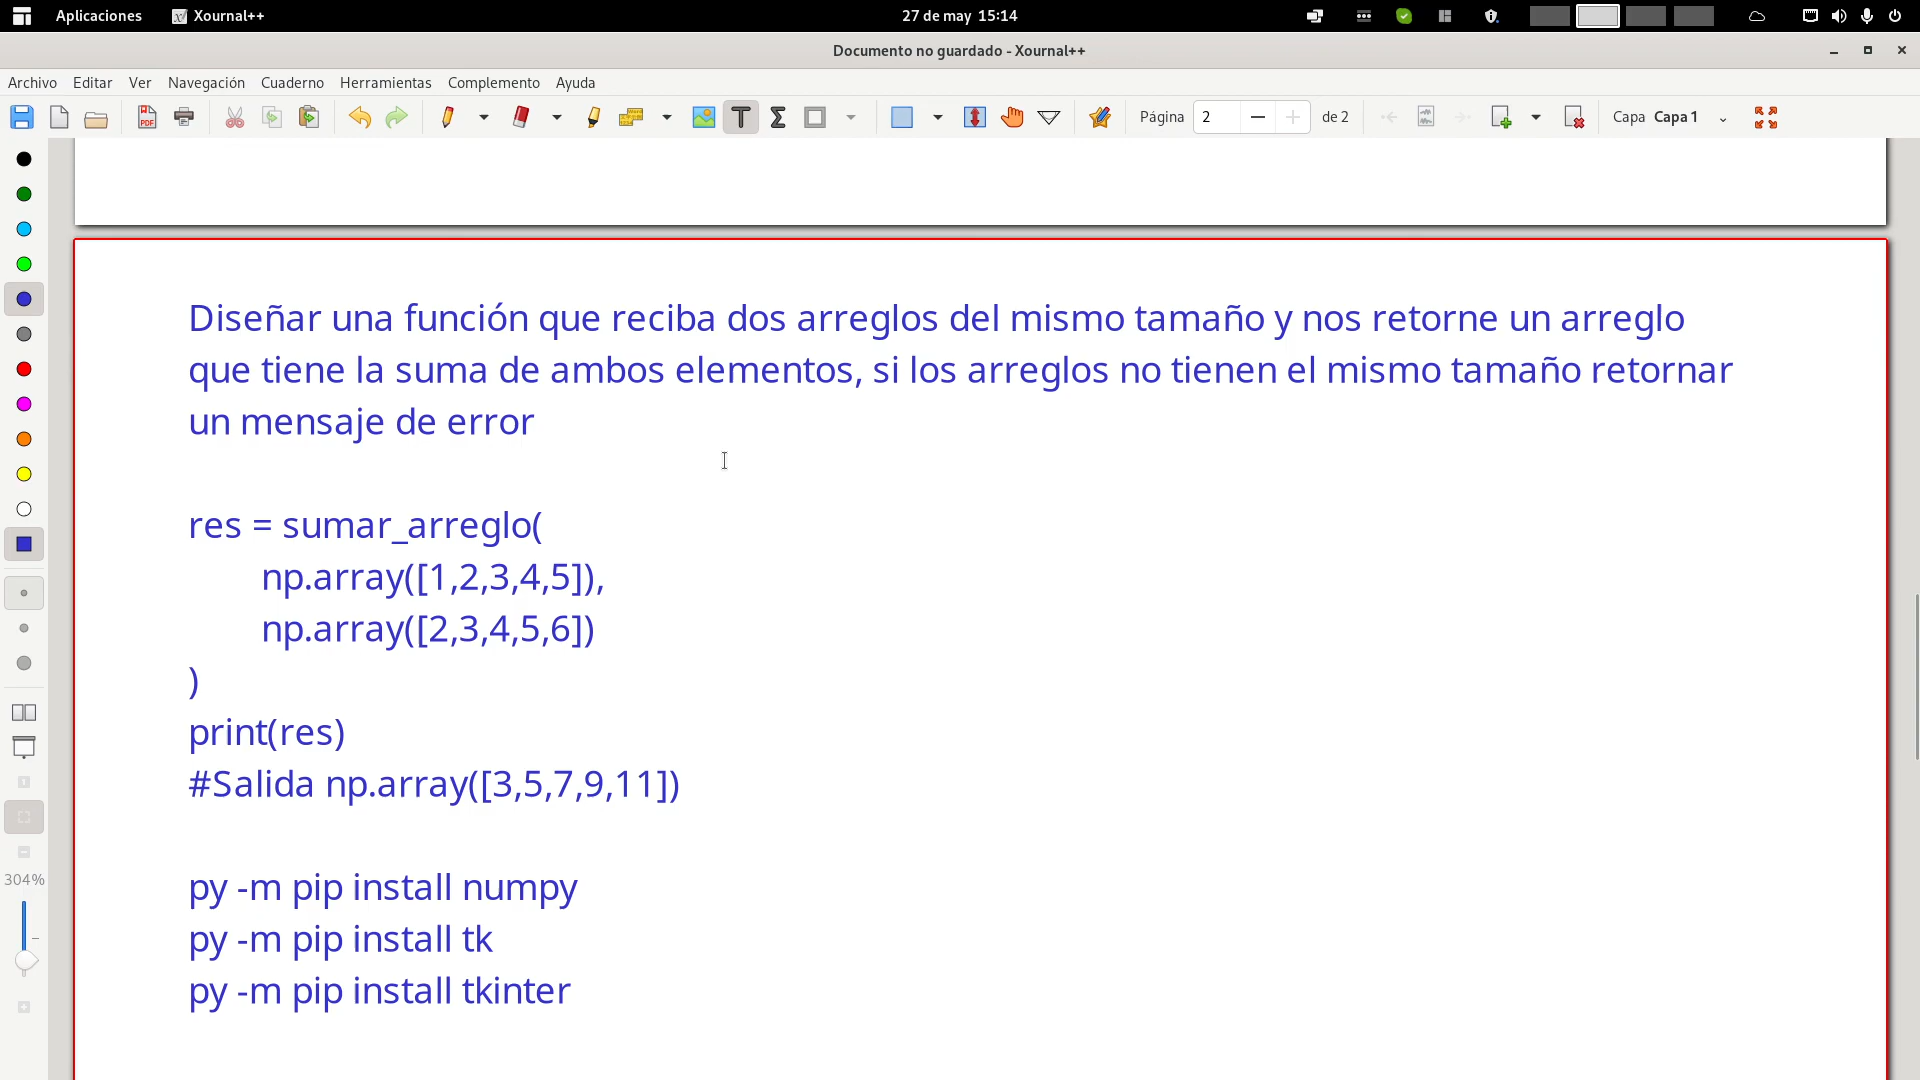 Aplicaciones Xournal++ 27 de may 15:14
Documento no guardado - Xournal++
Archivo Editar Ver Navegación Cuaderno Herramientas Complemento Ayuda
PDF T Σ Página 2 de 2 Capa Capa 1
Diseñar una función que reciba dos arreglos del mismo tamaño y nos retorne un arreglo
que tiene la suma de ambos elementos, si los arreglos no tienen el mismo tamaño retornar
un mensaje de error
res = sumar_arreglo(
np.array([1,2,3,4,5]),
np.array([2,3,4,5,6])
)
print(res)
#Salida np.array([3,5,7,9,11])
py -m pip install numpy
py -m pip install tk
py -m pip install tkinter
304%